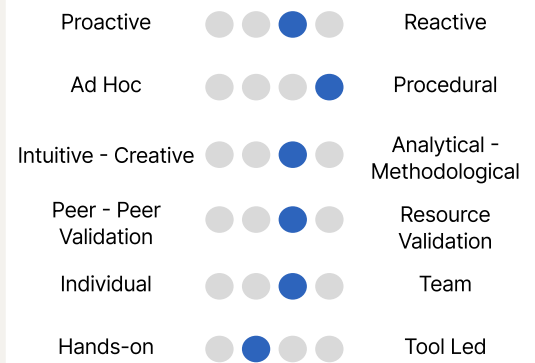 Proactive
Reactive
Ad Hoc
Procedural
Intuitive - Creative
Analytical -
Methodological
Peer - Peer
Validation
Resource
Validation
Individual
Team
Hands-on
Tool Led